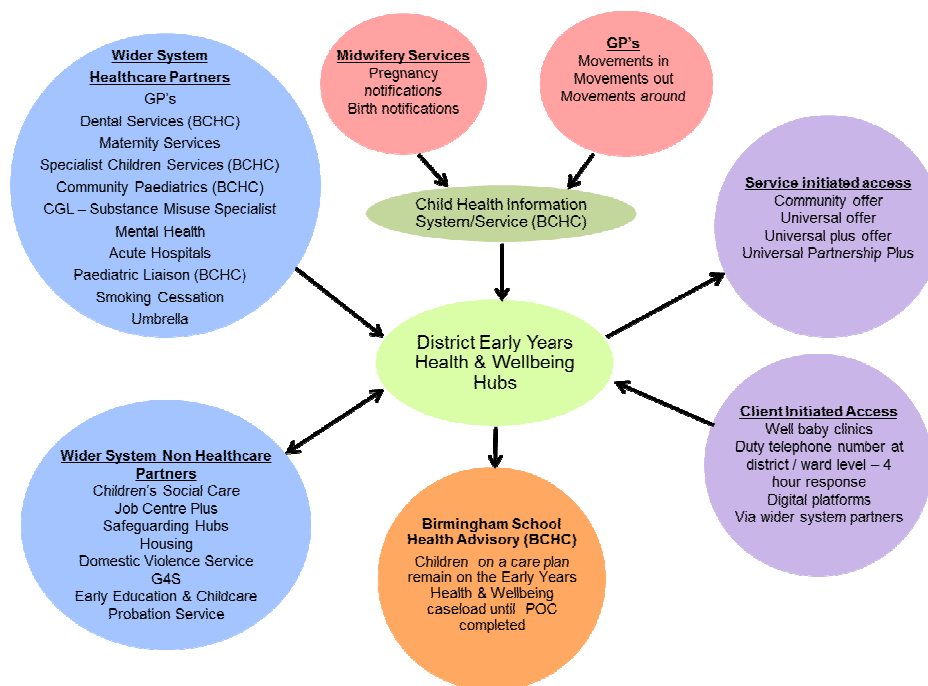 Wider System
Healthcare Partners
GP's
Dental Services (BCHC)
Maternity Services
Specialist Children Services (BCHC)
Community Paediatrics (BCHC)
CGL – Substance Misuse Specialist
Mental Health
Acute Hospitals
Paediatric Liaison (BCHC)
Smoking Cessation
Umbrella
Midwifery Services
Pregnancy
notifications
Birth notifications
GP's
Movements in
Movements out
Movements around
Child Health Information
System/Service (BCHC)
Service initiated access
Community offer
Universal offer
Universal plus offer
Universal Partnership Plus
District Early Years
Health & Wellbeing
Hubs
Client Initiated Access
Well baby clinics
Duty telephone number at
district / ward level – 4
hour response
Digital platforms
Via wider system partners
Wider System Non Healthcare
Partners
Children's Social Care
Job Centre Plus
Safeguarding Hubs
Housing
Domestic Violence Service
G4S
Early Education & Childcare
Probation Service
Birmingham School
Health Advisory (BCHC)
Children on a care plan
remain on the Early Years
Health & Wellbeing
caseload until POC
completed